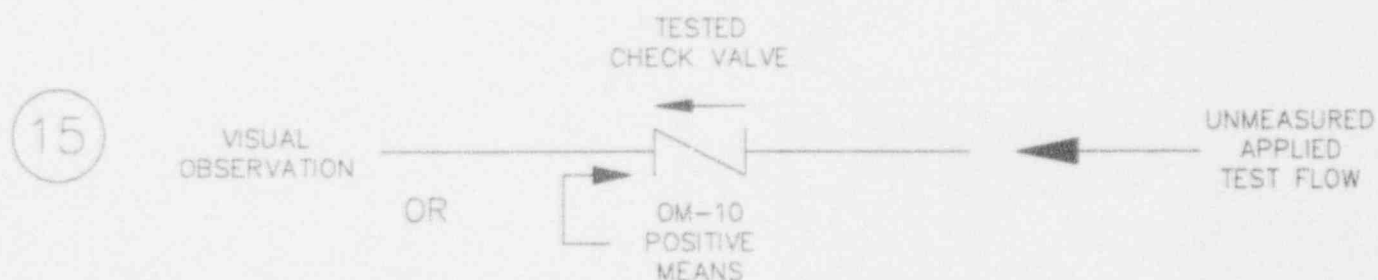 TESTED
CHECK VALVE
15
VISUAL
OBSERVATION
UNMEASURED
APPLIED
TEST FLOW
OR
OM-10
POSITIVE
MEANS